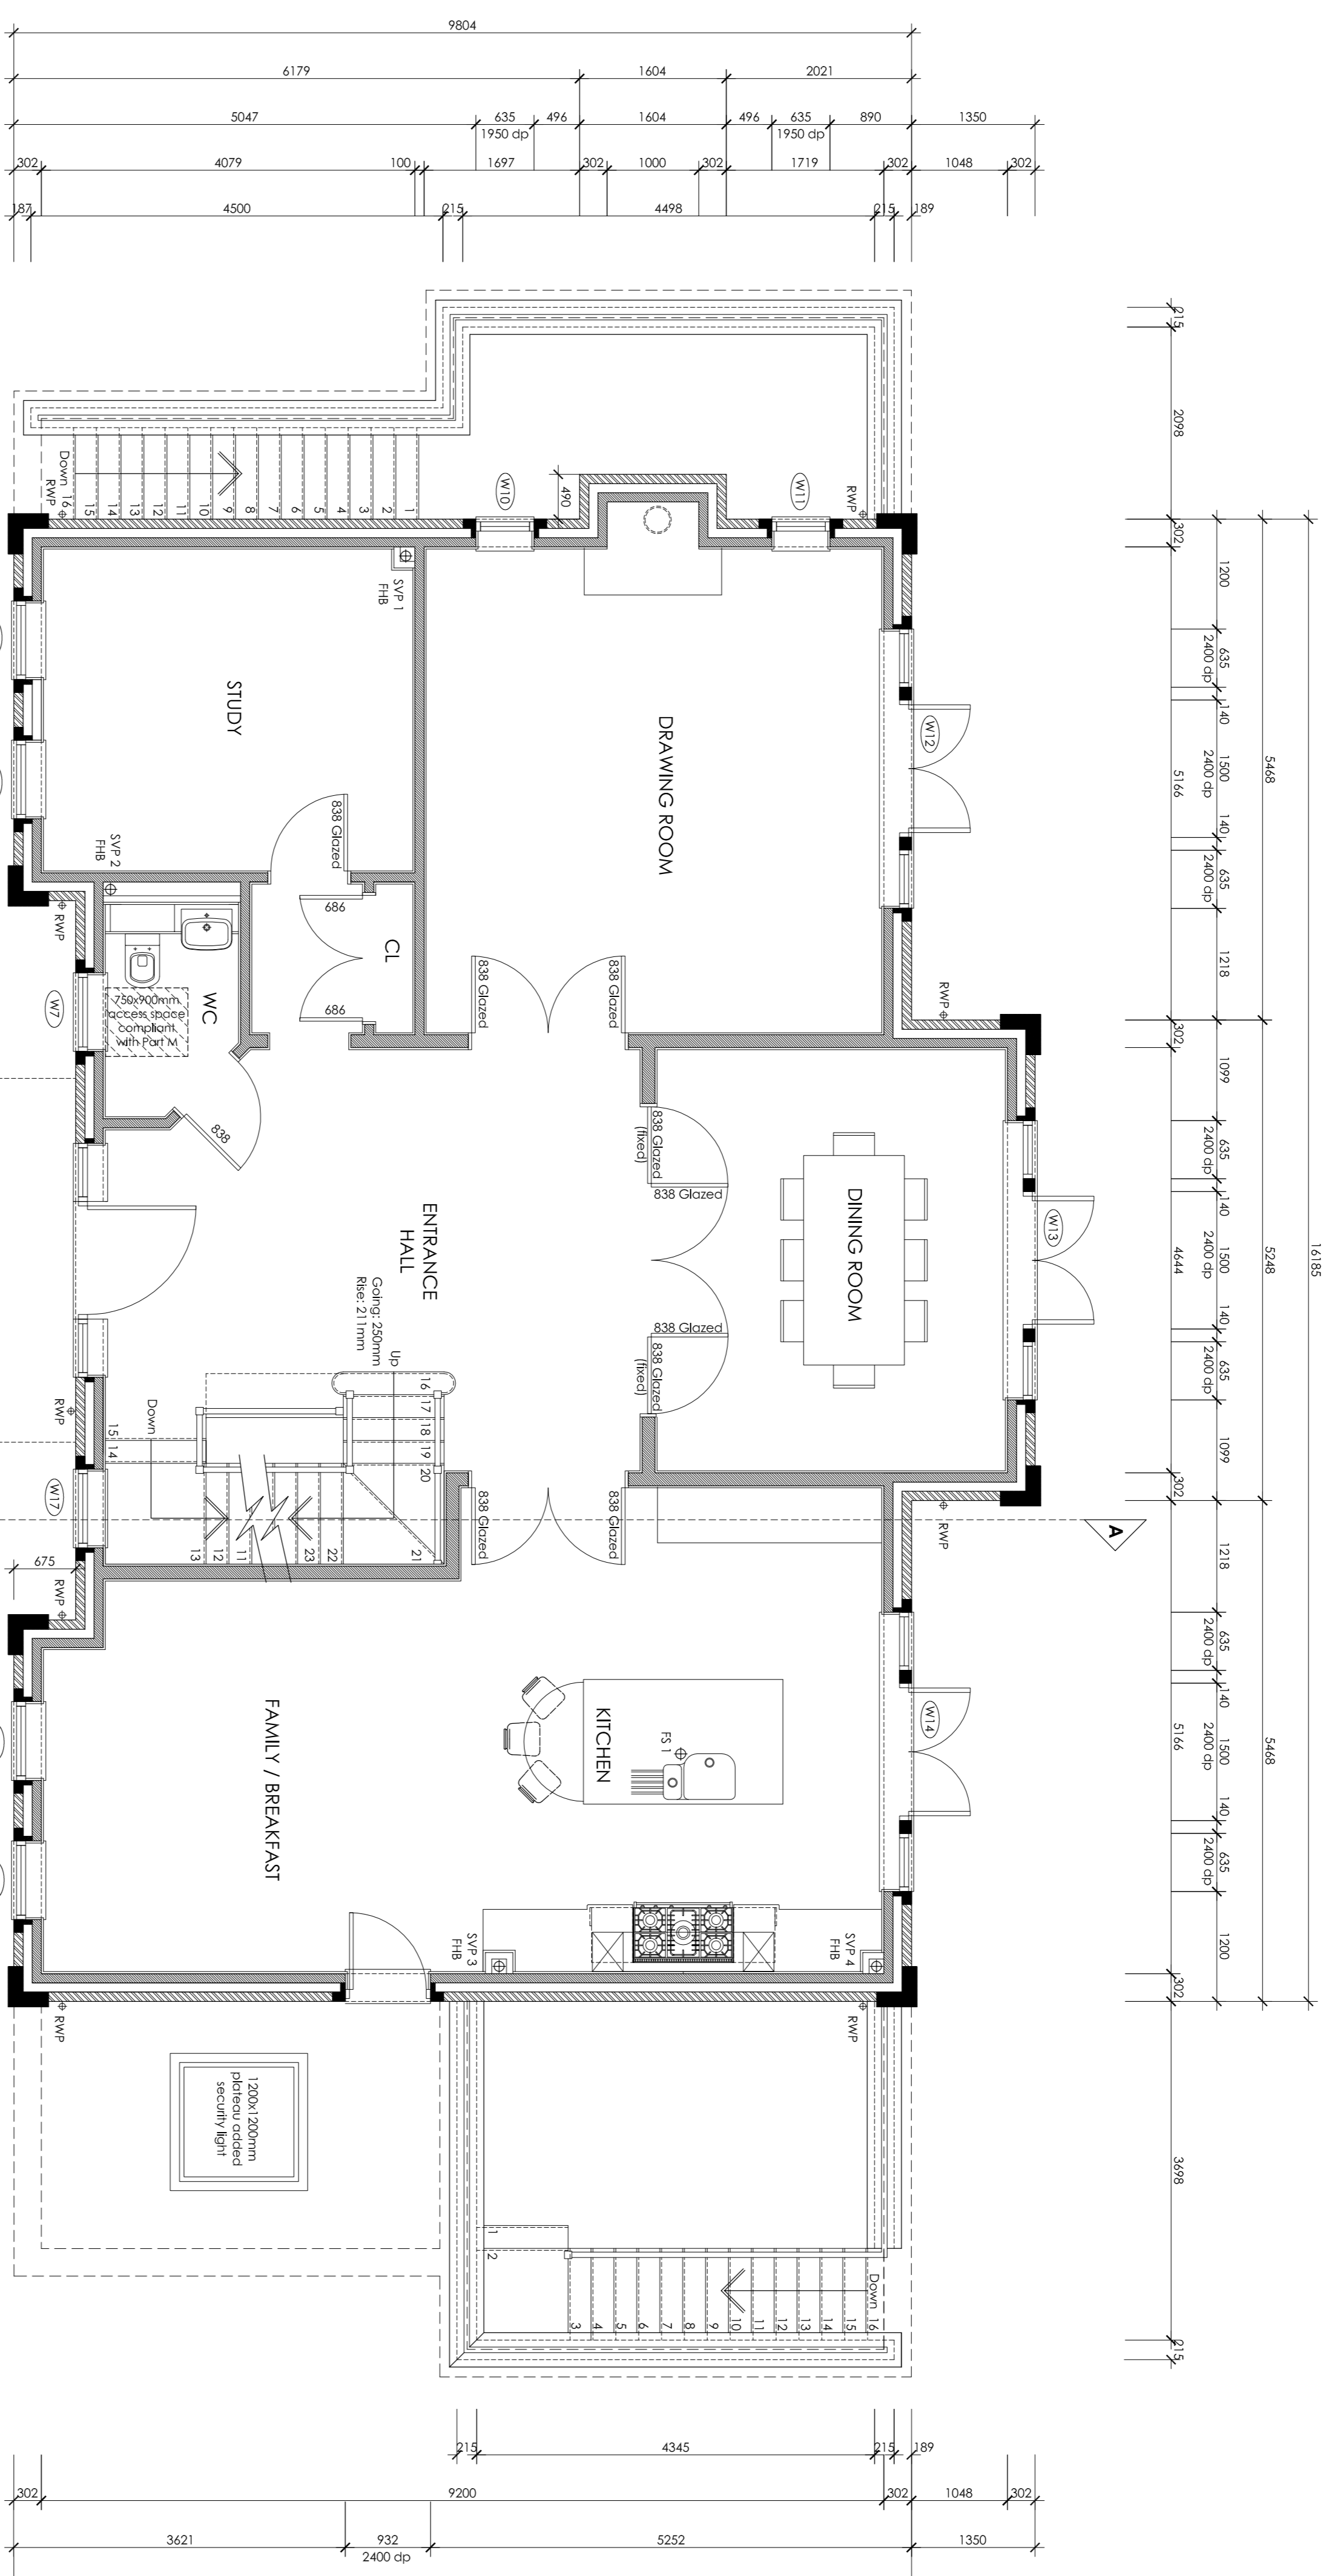 9804
6179
1604
2021
5047
635
1950 dp
496
1604
496
635
1950 dp
890
1350
302
4079
100
1697
302
1000
302
1719
302
1048
302
187
4500
215
4498
215
189
215
2098
302
1200
635
2400 dp
140
1500
2400 dp
140
635
2400 dp
1218
5166
5468
302
1099
635
2400 dp
140
1500
2400 dp
140
635
2400 dp
1099
4644
5248
16185
302
1218
635
2400 dp
140
1500
2400 dp
140
635
2400 dp
1200
5166
5468
302
3698
215
Down 16
RWP
15
14
13
12
11
10
9
8
7
6
5
4
3
2
1
W10
490
W11
RWP
SVP 1
FHB
STUDY
838 Glazed
SVP 2
FHB
DRAWING ROOM
W12
838 Glazed
838 Glazed
686
CL
686
RWP
W7
WC
750x900mm
access space
compliant
with Part M
838
RWP
838 Glazed
(fixed)
838 Glazed
DINING ROOM
838 Glazed
838 Glazed
(fixed)
W13
ENTRANCE
HALL
Going: 250mm
Rise: 211mm
Up
16
17
18
19
20
21
22
23
Down
15
14
13
12
11
RWP
W17
675
RWP
838 Glazed
838 Glazed
RWP
A
W14
KITCHEN
FS 1
FAMILY / BREAKFAST
SVP 3
FHB
SVP 4
FHB
RWP
RWP
1200x1200mm
plateau added
security light
1
2
3
4
5
6
7
8
9
10
11
12
13
14
15
16
Down
215
4345
215
189
302
9200
302
1048
302
3621
932
2400 dp
5252
1350